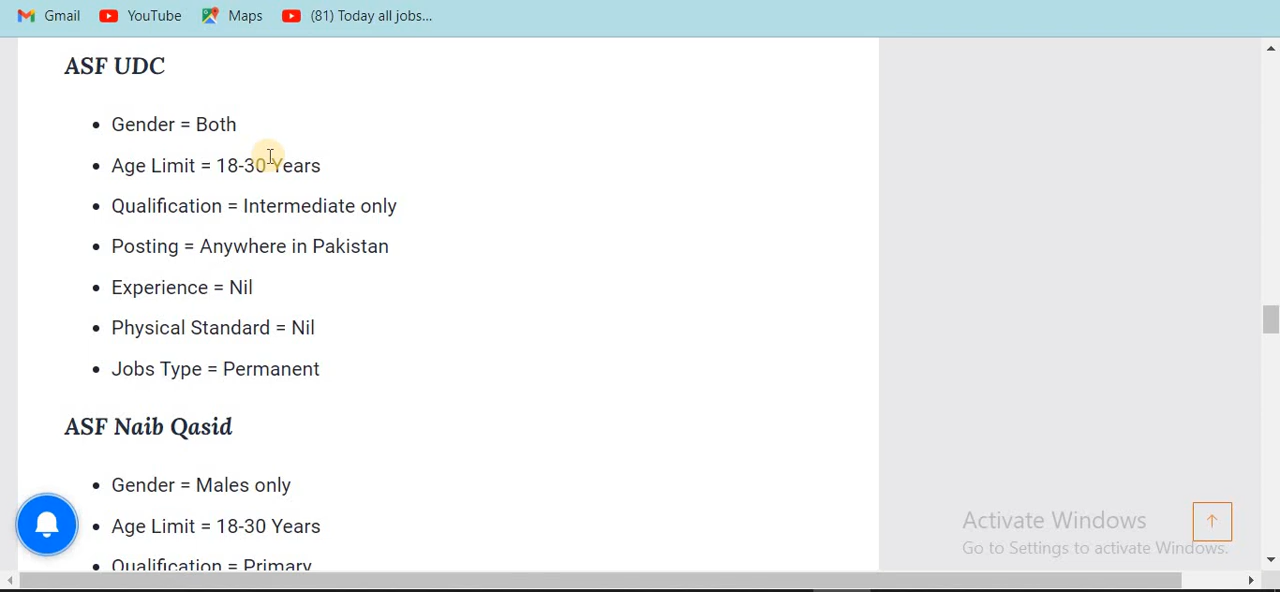 Gmail YouTube Maps (81) Today all jobs...
ASF UDC
Gender = Both
Age Limit = 18-30 Years
Qualification = Intermediate only
Posting = Anywhere in Pakistan
Experience = Nil
Physical Standard = Nil
Jobs Type = Permanent
ASF Naib Qasid
Gender = Males only
Age Limit = 18-30 Years
Qualification = Primary
Activate Windows
Go to Settings to activate Windows.